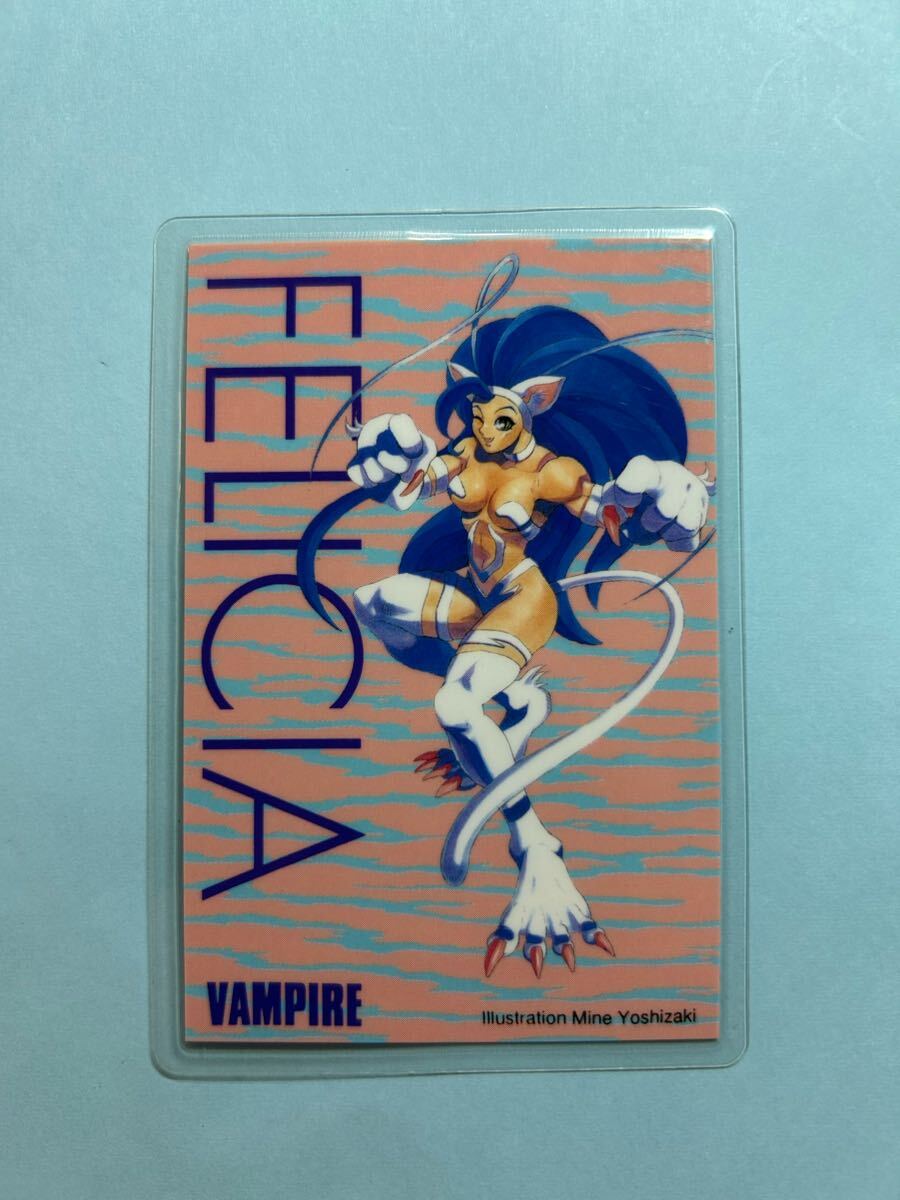 FELICIA
VAMPIRE
Illustration Mine Yoshizaki